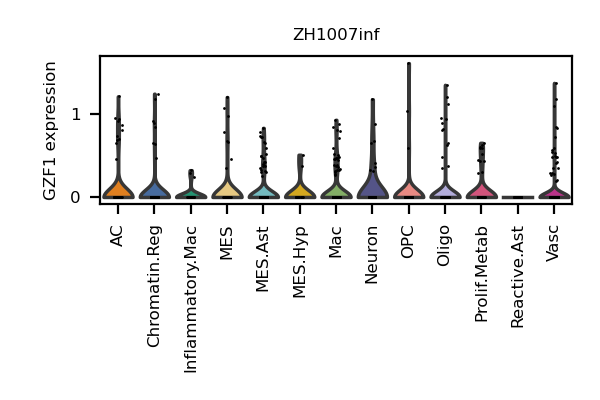 ZH1007inf
GZF1 expression
1
0
AC
Chromatin.Reg
Inflammatory.Mac
MES
MES.Ast
MES.Hyp
Mac
Neuron
OPC
Oligo
Prolif.Metab
Reactive.Ast
Vasc